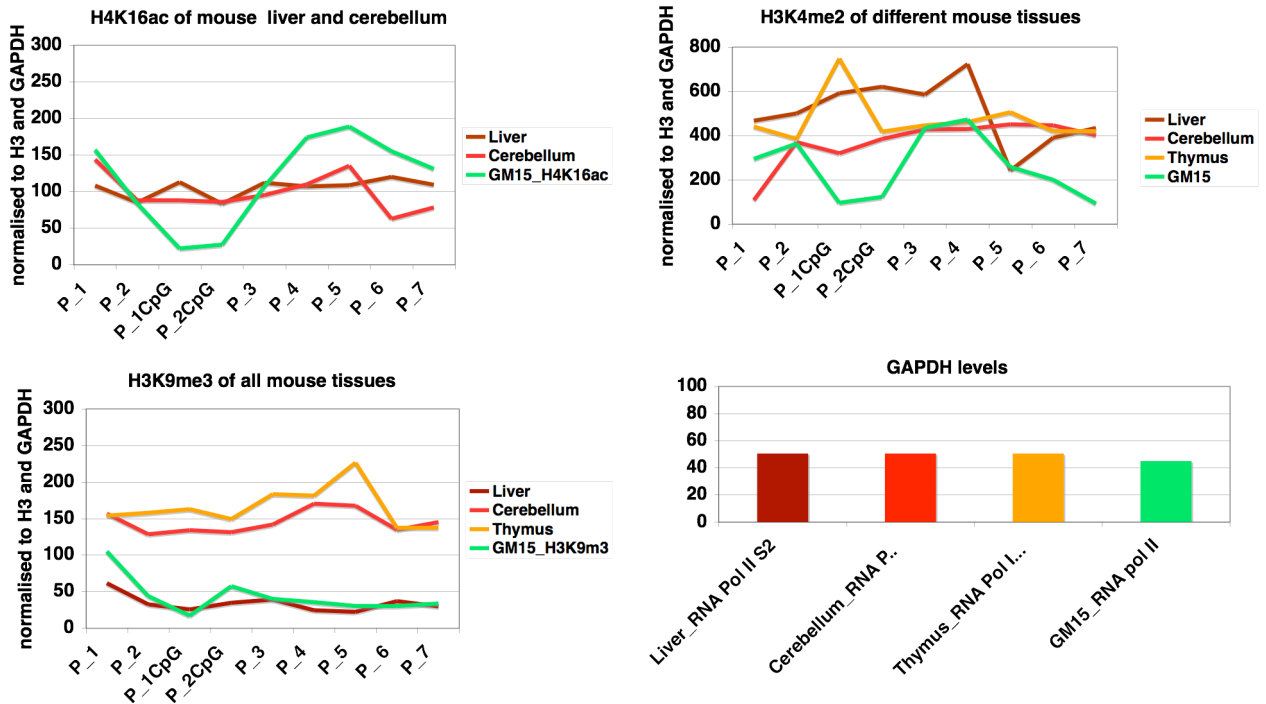 H4K16ac of mouse liver and cerebellum
normalised to H3 and GAPDH
300
250
200
150
100
50
0
P_1
P_2
P_1CpG
P_2CpG
P_3
P_4
P_5
P_6
P_7
Liver
Cerebellum
GM15_H4K16ac
H3K4me2 of different mouse tissues
normalised to H3 and GAPDH
800
600
400
200
0
P_1
P_2
P_1CpG
P_2CpG
P_3
P_4
P_5
P_6
P_7
Liver
Cerebellum
Thymus
GM15
H3K9me3 of all mouse tissues
normalised to H3 and GAPDH
300
250
200
150
100
50
0
P_1
P_2
P_1CpG
P_2CpG
P_3
P_4
P_5
P_6
P_7
Liver
Cerebellum
Thymus
GM15_H3K9m3
GAPDH levels
100
80
60
40
20
0
Liver_RNA Pol II S2
Cerebellum_RNA P..
Thymus_RNA Pol I...
GM15_RNA pol II